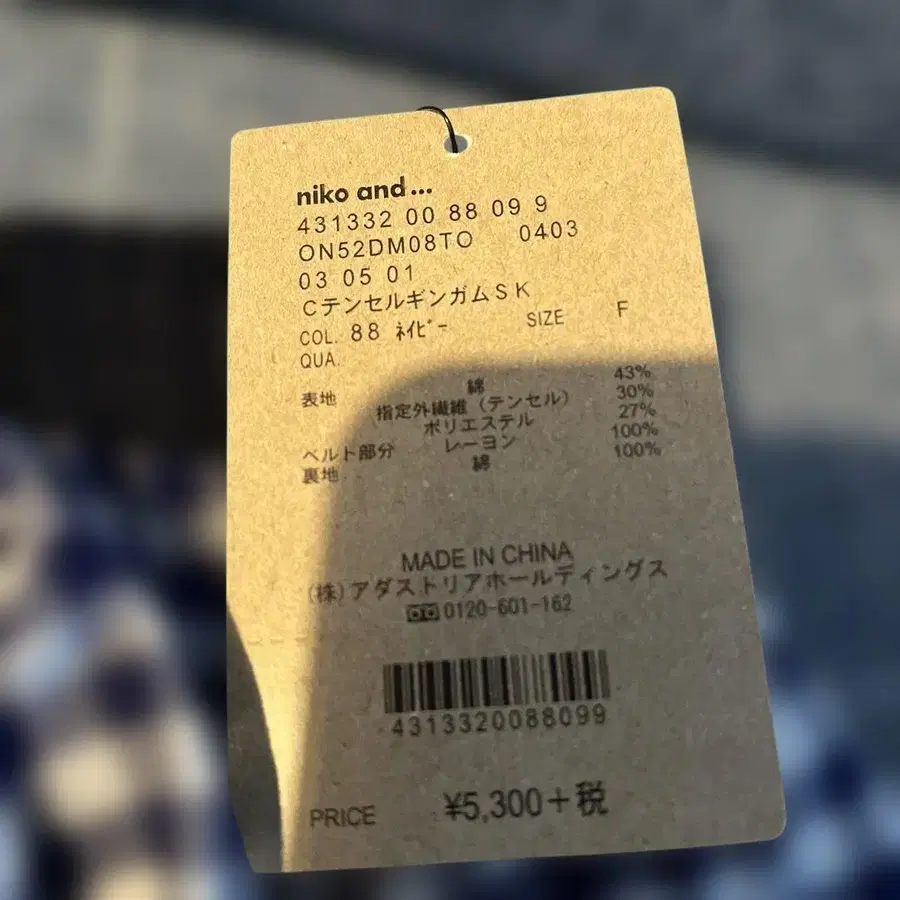 niko and...
431332 00 88 09 9
ON52DM08TO 0403
03 05 01
CテンセルギンガムSK
COL. 88 ネイビー SIZE F
QUA.
表地 綿 43%
指定外繊維(テンセル) 30%
ポリエステル 27%
ベルト部分 レーヨン 100%
裏地 綿 100%
MADE IN CHINA
(株)アダストリアホールディングス
0120-601-162
4313320088099
PRICE ¥5,300+税